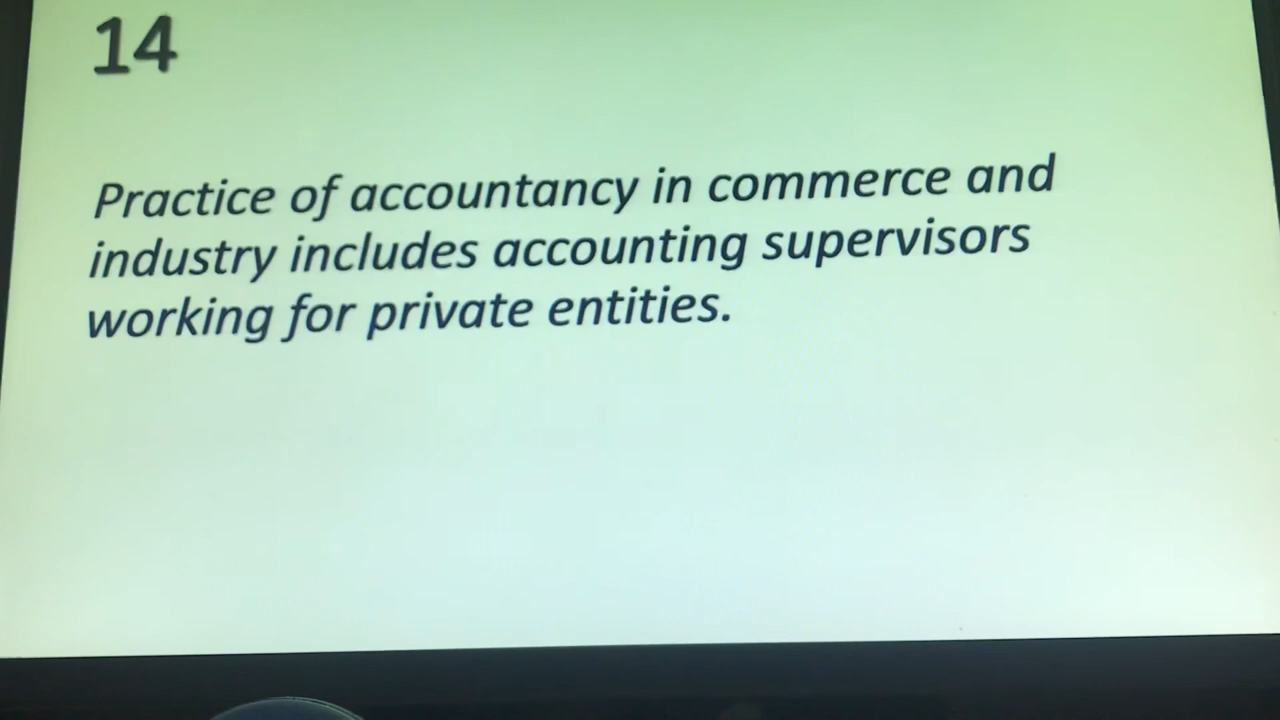 14
Practice of accountancy in commerce and
industry includes accounting supervisors
working for private entities.